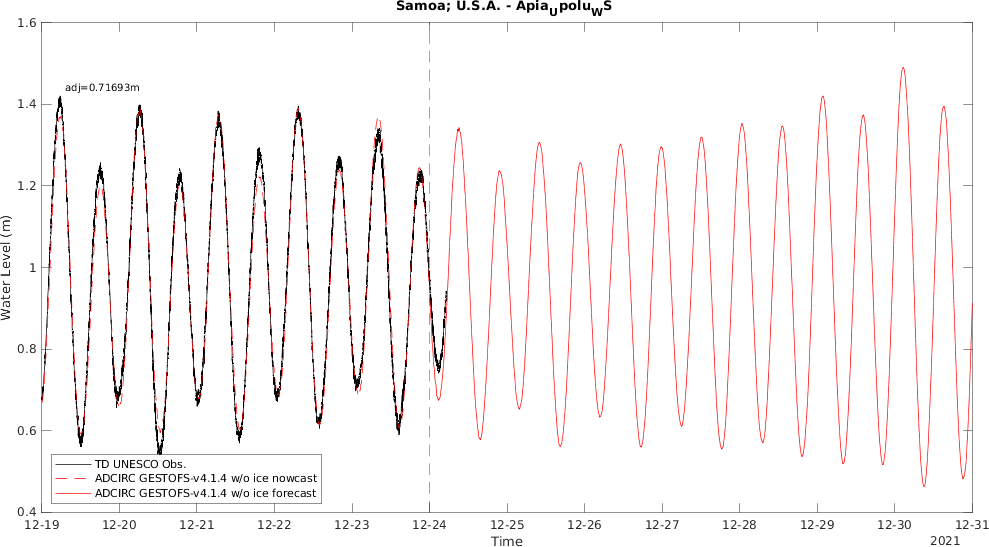 Samoa; U.S.A. - ApiaUpoluWS
1.6
1.4
1.2
1
0.8
0.6
0.4
Water Level (m)
adj=0.71693m
TD UNESCO Obs.
ADCIRC GESTOFS-v4.1.4 w/o ice nowcast
ADCIRC GESTOFS-v4.1.4 w/o ice forecast
12-19 12-20 12-21 12-22 12-23 12-24 12-25 12-26 12-27 12-28 12-29 12-30 12-31
Time
2021